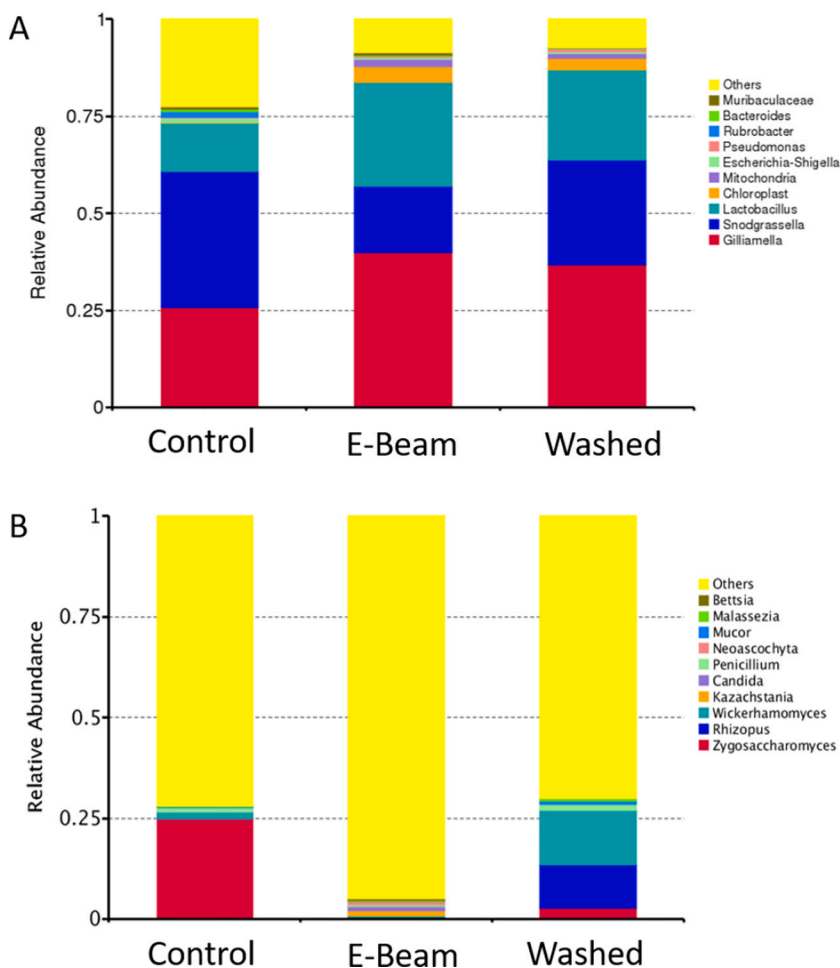 A
Relative Abundance
1
0.75
0.5
0.25
0
Control
E-Beam
Washed
Others
Muribaculaceae
Bacteroides
Rubrobacter
Pseudomonas
Escherichia-Shigella
Mitochondria
Chloroplast
Lactobacillus
Snodgrassella
Gilliamella
B
Relative Abundance
1
0.75
0.5
0.25
0
Control
E-Beam
Washed
Others
Bettsia
Malassezia
Mucor
Neoascochyta
Penicillium
Candida
Kazachstania
Wickerhamomyces
Rhizopus
Zygosaccharomyces